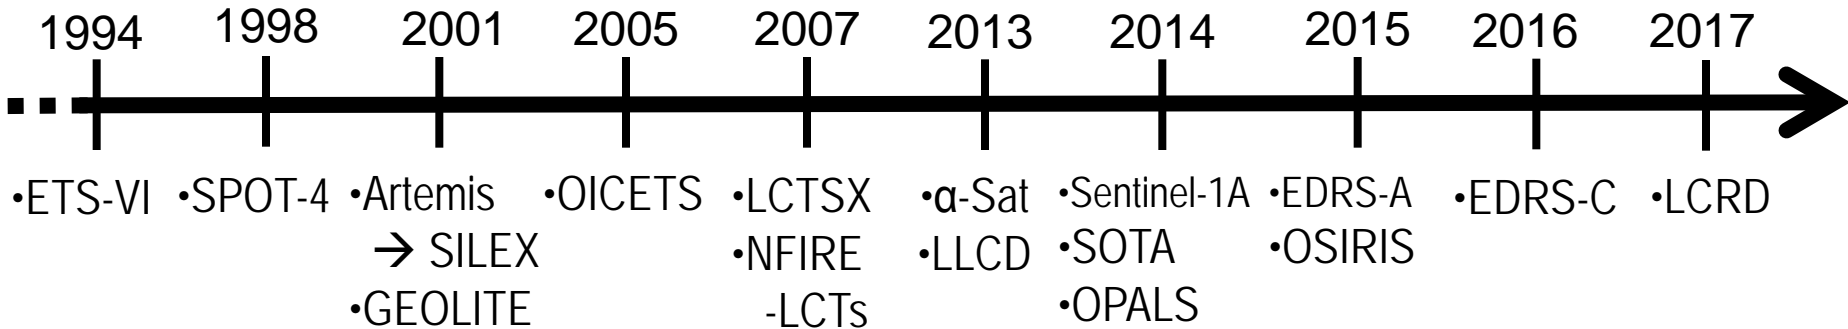 1994 1998 2001 2005 2007 2013 2014 2015 2016 2017
•ETS-VI •SPOT-4 •Artemis •OICETS •LCTSX •α-Sat •Sentinel-1A •EDRS-A •EDRS-C •LCRD
→ SILEX •NFIRE •LLCD •SOTA •OSIRIS
•GEOLITE -LCTs •OPALS